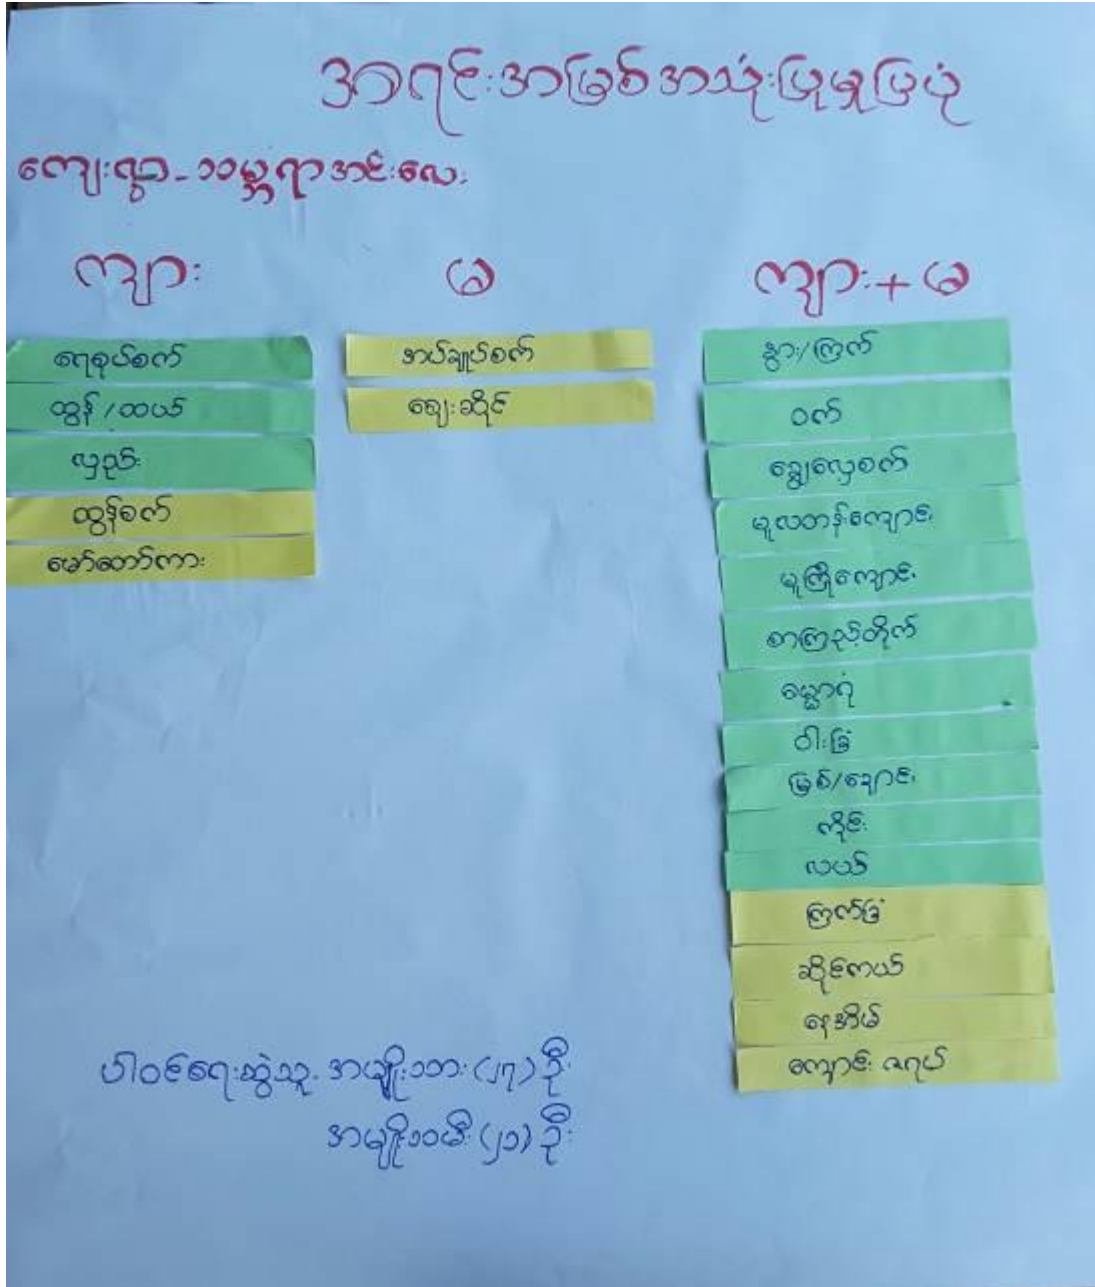 အရင်းအမြစ်အသုံးပြုမှုပြပုံ
ကျေးရွာ-သမ္ဘရာအင်းလေး
ကျား
မ
ကျား+မ
ရေစုပ်စက်
ထွန်/ထယ်
လှည်း
ထွန်စက်
မော်တော်ကား
အပ်ချုပ်စက်
ဈေးဆိုင်
နွား/ကြက်
ဝက်
ခြွေလှေ့စက်
မူလတန်းကျောင်း
မူကြိုကျောင်း
စာကြည့်တိုက်
ဓမ္မာရုံ
ဝါးခြံ
မြစ်/ချောင်း
ကိုင်း
လယ်
ကြက်ခြံ
ဆိုင်ကယ်
နေအိမ်
ကျောင်း ဇရပ်
ပါဝင်ရေးဆွဲသူ- အမျိုးသား (၂၇) ဦး
အမျိုးသမီး (၂၁) ဦး